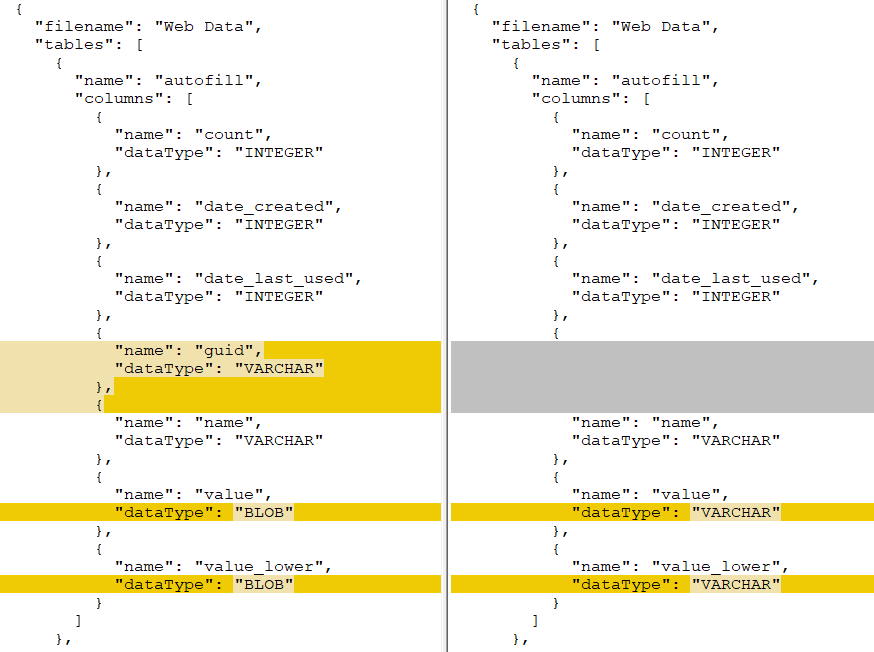 {
"filename": "Web Data",
"tables": [
{
"name": "autofill",
"columns": [
{
"name": "count",
"dataType": "INTEGER"
},
{
"name": "date_created",
"dataType": "INTEGER"
},
{
"name": "date_last_used",
"dataType": "INTEGER"
},
{
"name": "guid",
"dataType": "VARCHAR"
},
{
"name": "name",
"dataType": "VARCHAR"
},
{
"name": "value",
"dataType": "BLOB"
},
{
"name": "value_lower",
"dataType": "BLOB"
}
]
},
{
"filename": "Web Data",
"tables": [
{
"name": "autofill",
"columns": [
{
"name": "count",
"dataType": "INTEGER"
},
{
"name": "date_created",
"dataType": "INTEGER"
},
{
"name": "date_last_used",
"dataType": "INTEGER"
},
{
"name": "name",
"dataType": "VARCHAR"
},
{
"name": "value",
"dataType": "VARCHAR"
},
{
"name": "value_lower",
"dataType": "VARCHAR"
}
]
},